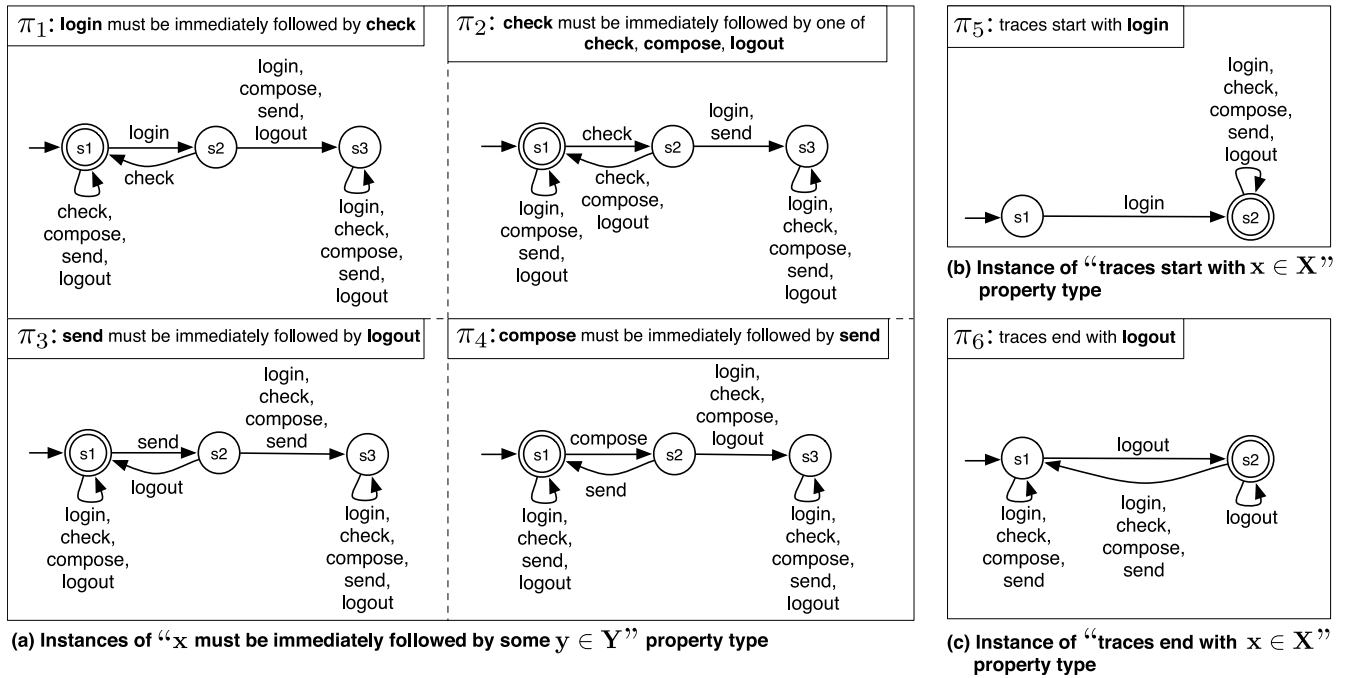 π1: login must be immediately followed by check
login,
compose,
send,
logout
login
s1
s2
s3
check
check,
compose,
send,
logout
login,
check,
compose,
send,
logout
π2: check must be immediately followed by one of
check, compose, logout
login,
send
check
s1
s2
s3
check,
compose,
logout
login,
compose,
send,
logout
login,
check,
compose,
send,
logout
π3: send must be immediately followed by logout
login,
check,
compose,
send
send
s1
s2
s3
logout
login,
check,
compose,
logout
login,
check,
compose,
send,
logout
π4: compose must be immediately followed by send
login,
check,
compose,
logout
compose
s1
s2
s3
send
login,
check,
send,
logout
login,
check,
compose,
send,
logout
(a) Instances of “x must be immediately followed by some y ∈ Y” property type
π5: traces start with login
login,
check,
compose,
send,
logout
login
s1
s2
(b) Instance of “traces start with x ∈ X”
property type
π6: traces end with logout
logout
s1
s2
login,
check,
compose,
send
login,
check,
compose,
send
logout
(c) Instance of “traces end with x ∈ X”
property type